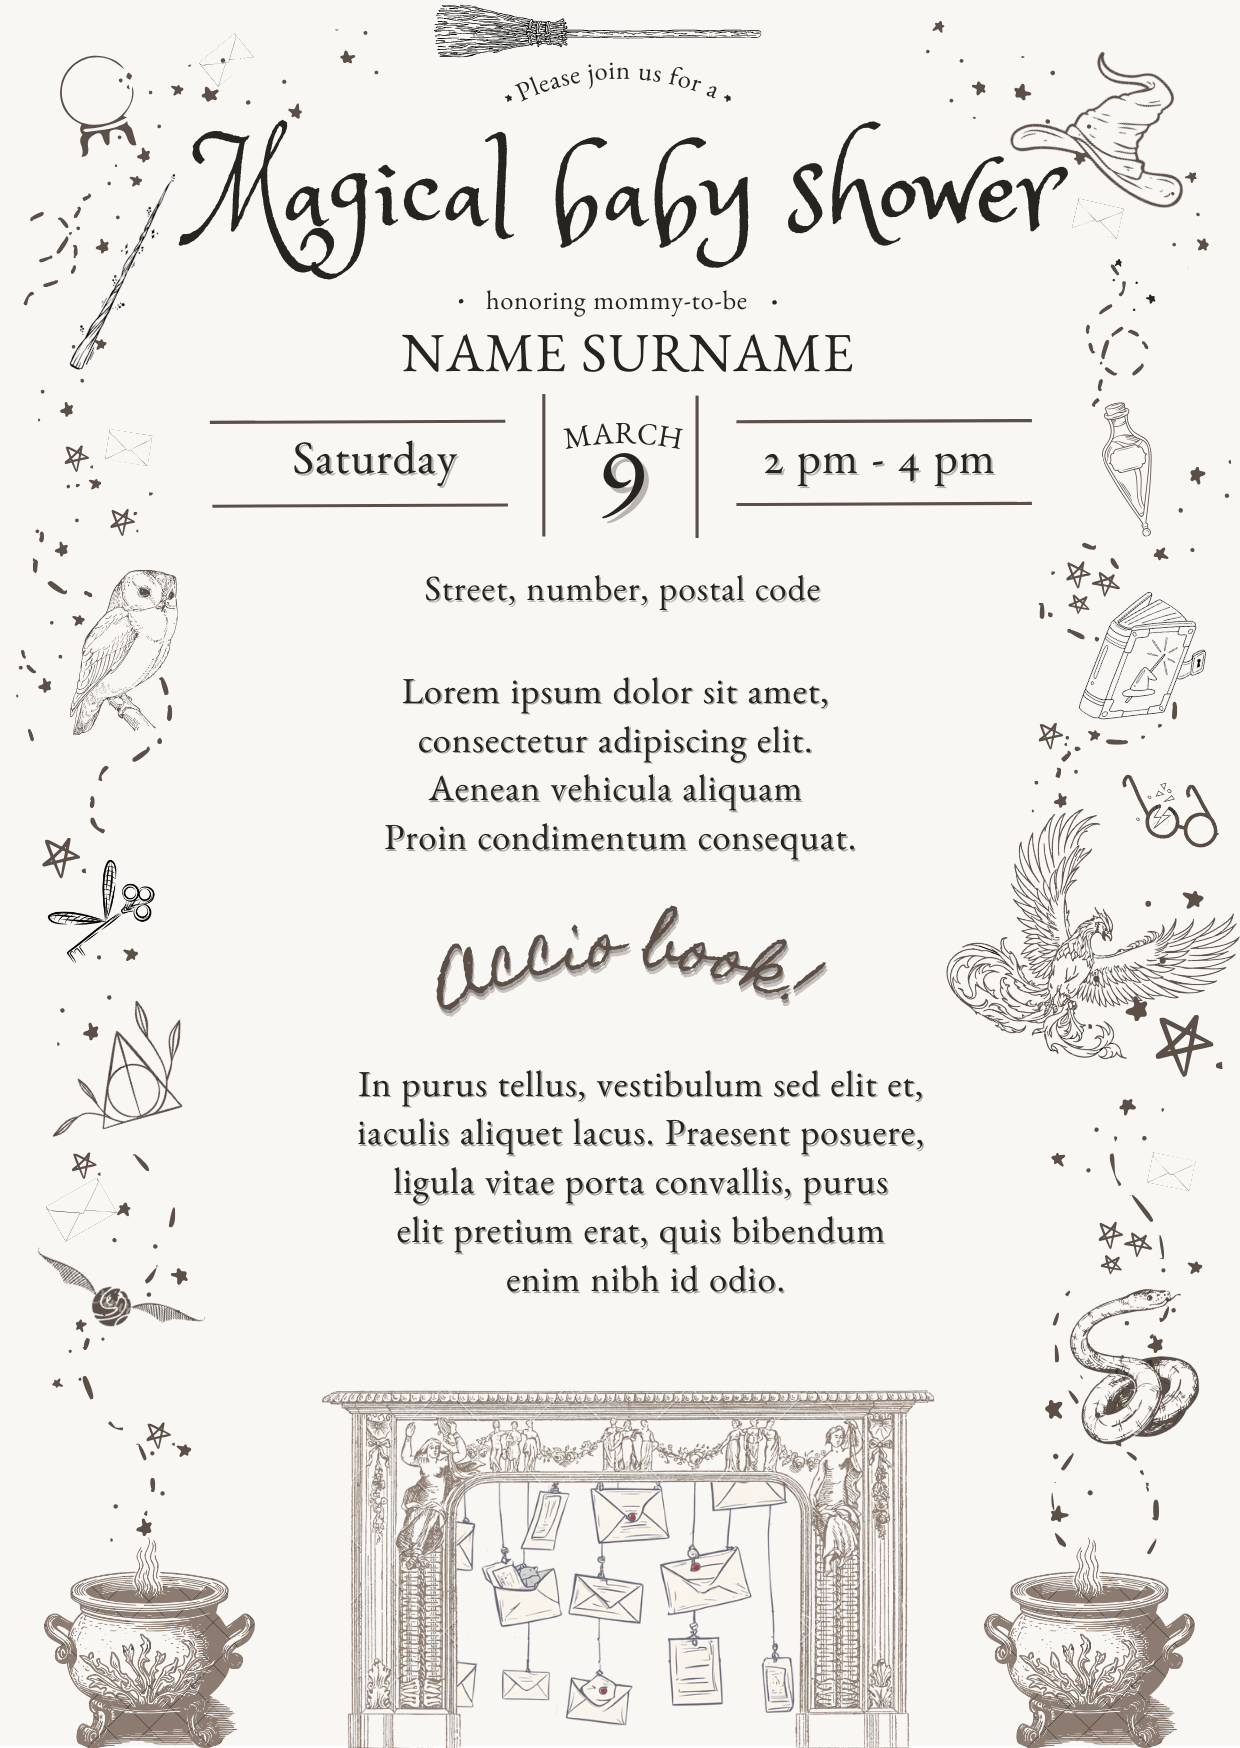 Please join us for a
Magical baby shower
• honoring mommy-to-be •
NAME SURNAME
Saturday
MARCH
9
2 pm - 4 pm
Street, number, postal code
Lorem ipsum dolor sit amet,
consectetur adipiscing elit.
Aenean vehicula aliquam
Proin condimentum consequat.
accio book!
In purus tellus, vestibulum sed elit et,
iaculis aliquet lacus. Praesent posuere,
ligula vitae porta convallis, purus
elit pretium erat, quis bibendum
enim nibh id odio.